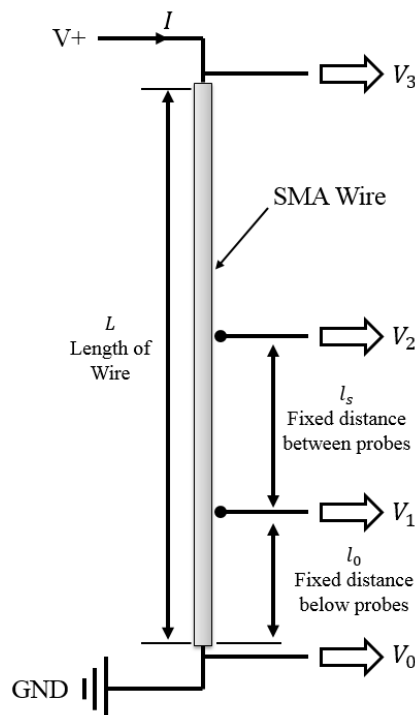 I
V+
V₃
SMA Wire
L
Length of
Wire
V₂
lₛ
Fixed distance
between probes
V₁
l₀
Fixed distance
below probes
V₀
GND